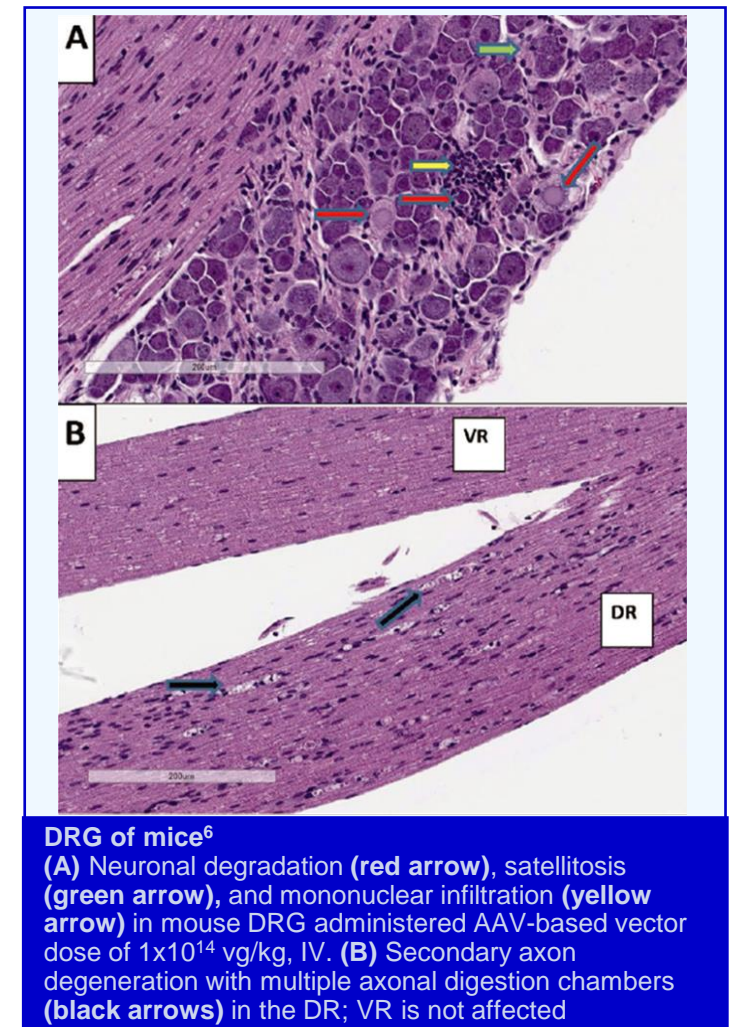 A
200um
B
VR
DR
200um
DRG of mice⁶
(A) Neuronal degradation (red arrow), satellitosis
(green arrow), and mononuclear infiltration (yellow
arrow) in mouse DRG administered AAV-based vector
dose of 1x10¹⁴ vg/kg, IV. (B) Secondary axon
degeneration with multiple axonal digestion chambers
(black arrows) in the DR; VR is not affected